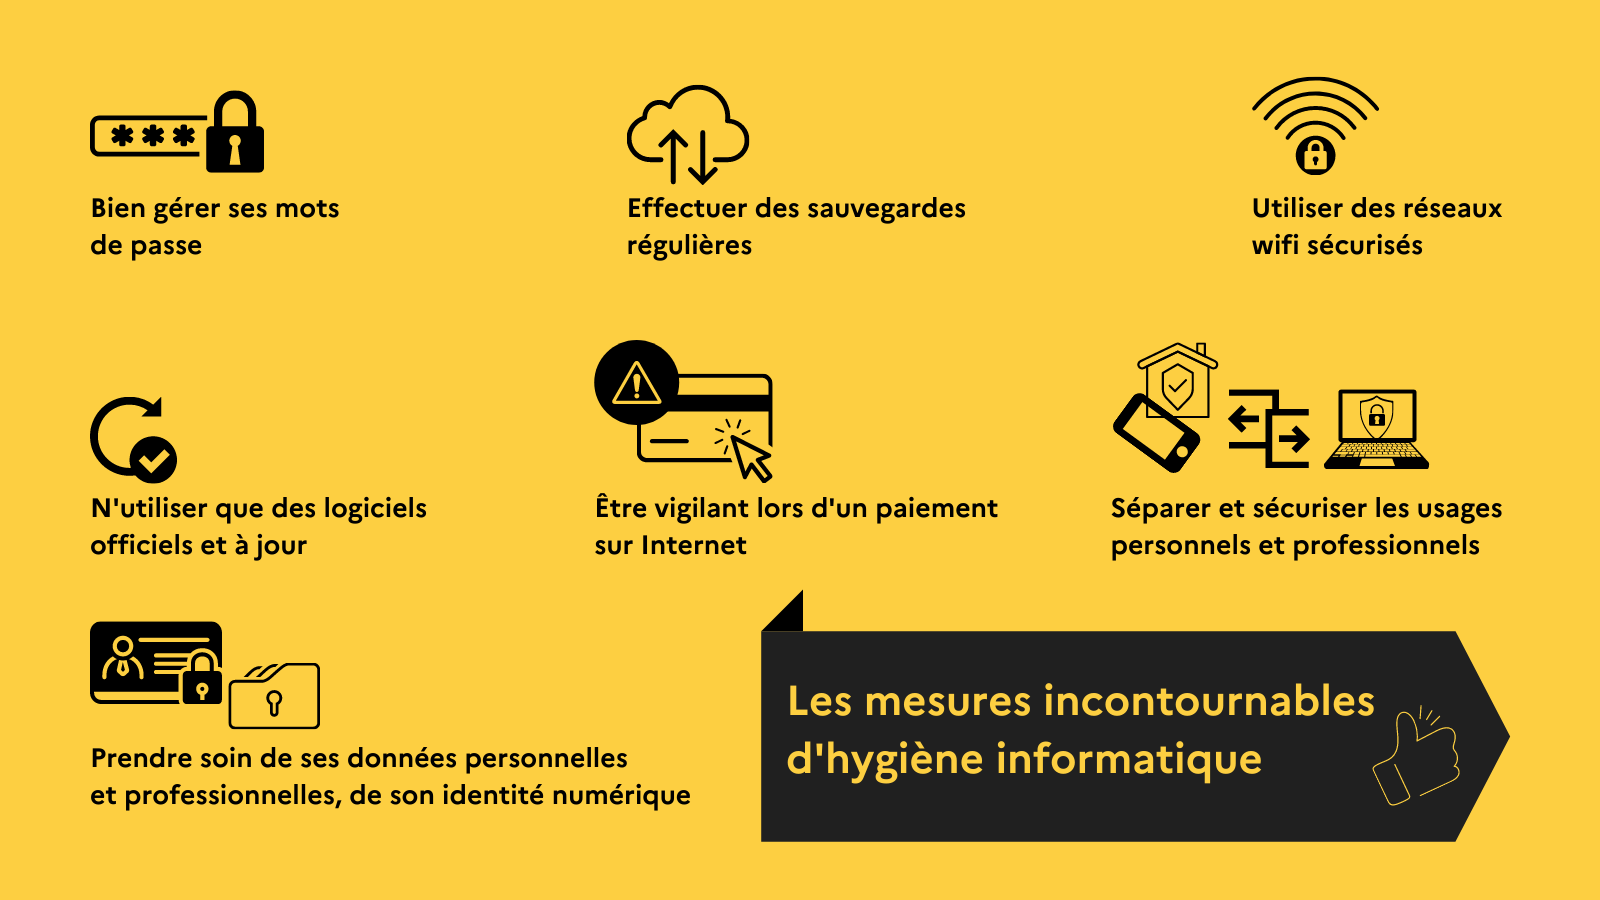 Bien gérer ses mots
de passe
Effectuer des sauvegardes
régulières
Utiliser des réseaux
wifi sécurisés
N'utiliser que des logiciels
officiels et à jour
Être vigilant lors d'un paiement
sur Internet
Séparer et sécuriser les usages
personnels et professionnels
Prendre soin de ses données personnelles
et professionnelles, de son identité numérique
Les mesures incontournables
d'hygiène informatique